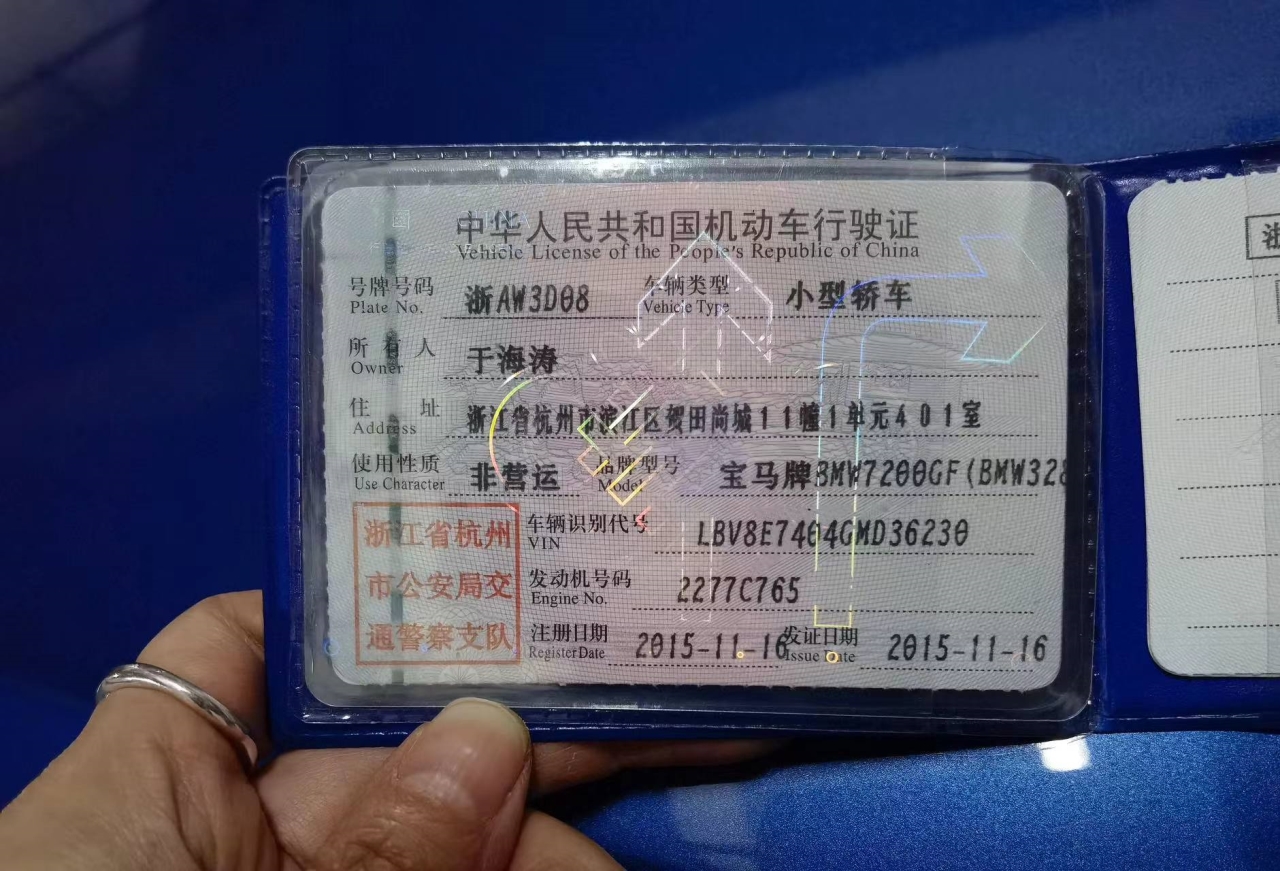 中华人民共和国机动车行驶证
Vehicle License of the People's Republic of China
号牌号码 浙AW3D08 车辆类型 小型轿车
Plate No. Vehicle Type
所有人 于海涛
Owner
住址 浙江省杭州市滨江区贺田尚城11幢1单元401室
Address
使用性质 非营运 品牌型号 宝马牌BMW7200GF(BMW328
Use Character Model
浙江省杭州
市公安局交
通警察支队
车辆识别代号 LBV8E7404GMD36230
VIN
发动机号码 2277C765
Engine No.
注册日期 2015-11-16 发证日期 2015-11-16
Register Date Issue Date